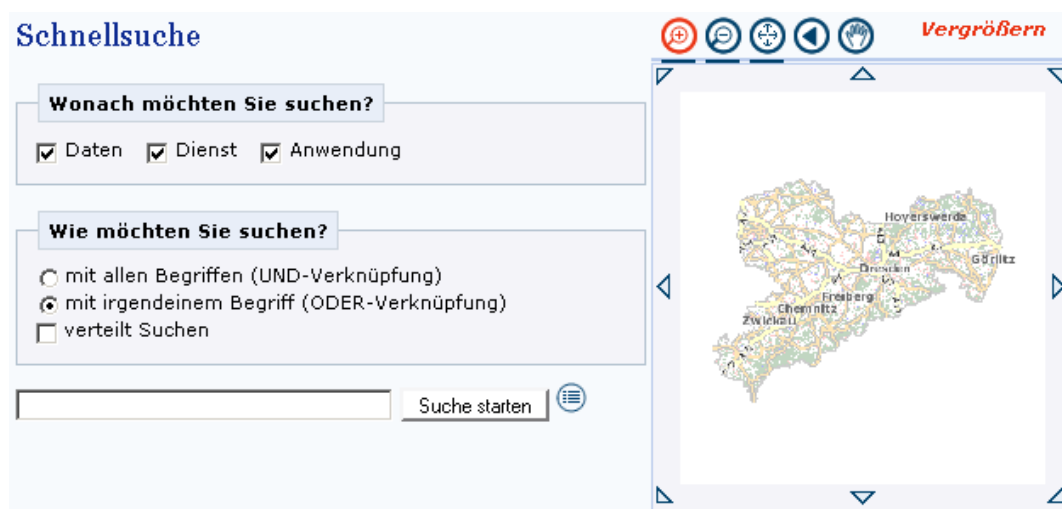 Schnellsuche
Vergrößern
Wonach möchten Sie suchen?
Daten Dienst Anwendung
Wie möchten Sie suchen?
mit allen Begriffen (UND-Verknüpfung)
mit irgendeinem Begriff (ODER-Verknüpfung)
verteilt Suchen
Suche starten
Hoyerswerda
Görlitz
Dresden
Freiberg
Chemnitz
Zwickau